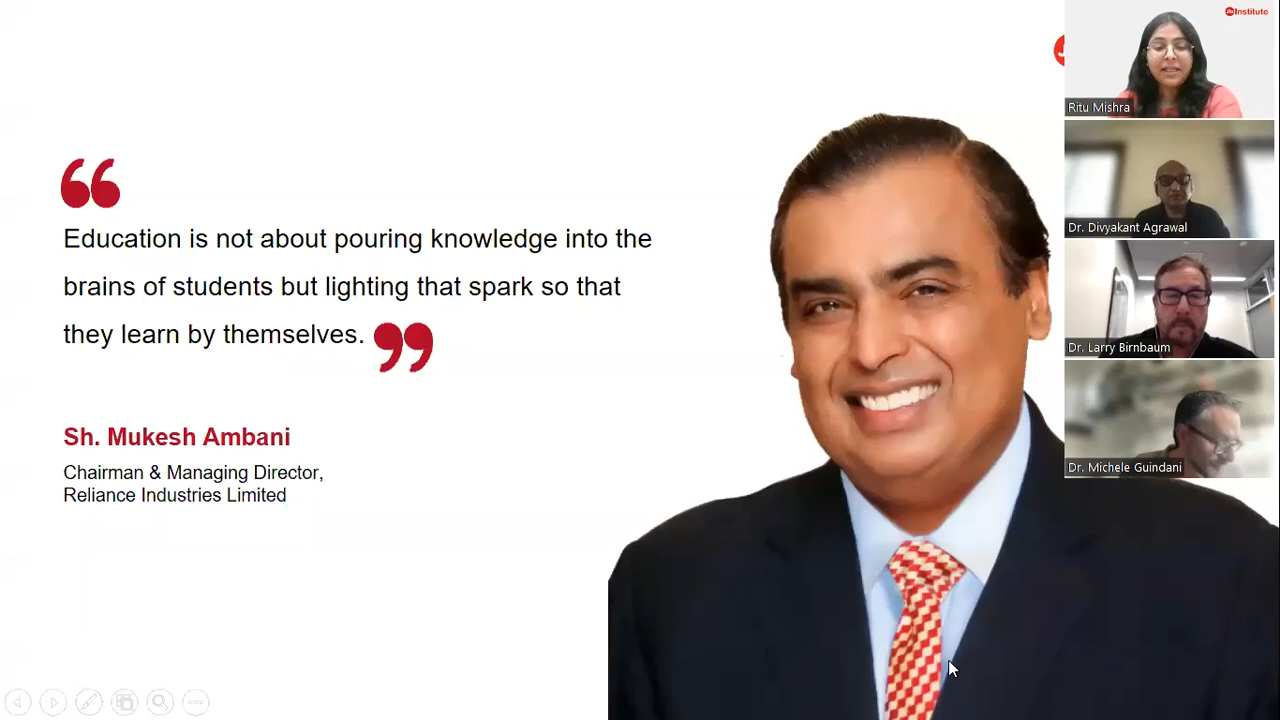 Education is not about pouring knowledge into the
brains of students but lighting that spark so that
they learn by themselves.
Sh. Mukesh Ambani
Chairman & Managing Director,
Reliance Industries Limited
Jio Institute
Ritu Mishra
Dr. Divyakant Agrawal
Dr. Larry Birnbaum
Dr. Michele Guindani